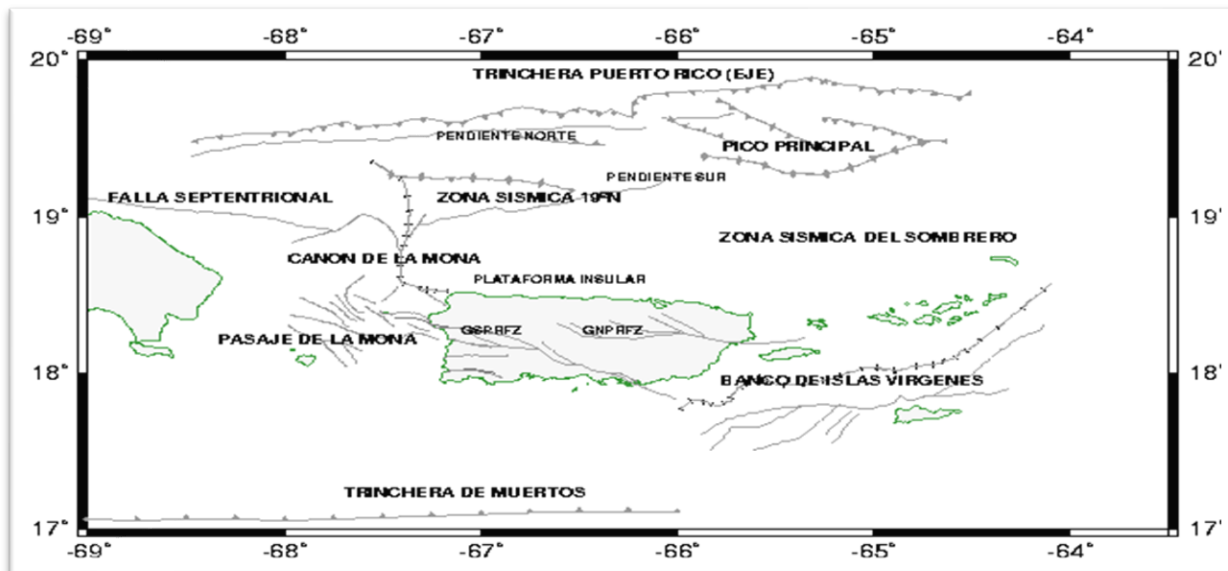 -69° -68° -67° -66° -65° -64°
20° 20°
TRINCHERA PUERTO RICO (EJE)
PENDIENTE NORTE
PICO PRINCIPAL
PENDIENTE SUR
FALLA SEPTENTRIONAL ZONA SISMICA 19°N
19° 19°
ZONA SISMICA DEL SOMBRERO
CANON DE LA MONA
PLATAFORMA INSULAR
GSPRFZ GNPRFZ
PASAJE DE LA MONA
18° 18°
BANCO DE ISLAS VIRGENES
TRINCHERA DE MUERTOS
17° 17°
-69° -68° -67° -66° -65° -64°